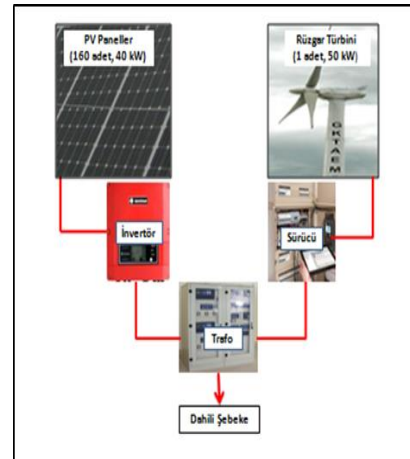 PV Paneller
(160 adet, 40 kW)
Rüzgar Türbini
(1 adet, 50 kW)
GKTAEM
İnvertör
Sürücü
Trafo
Dahili Şebeke